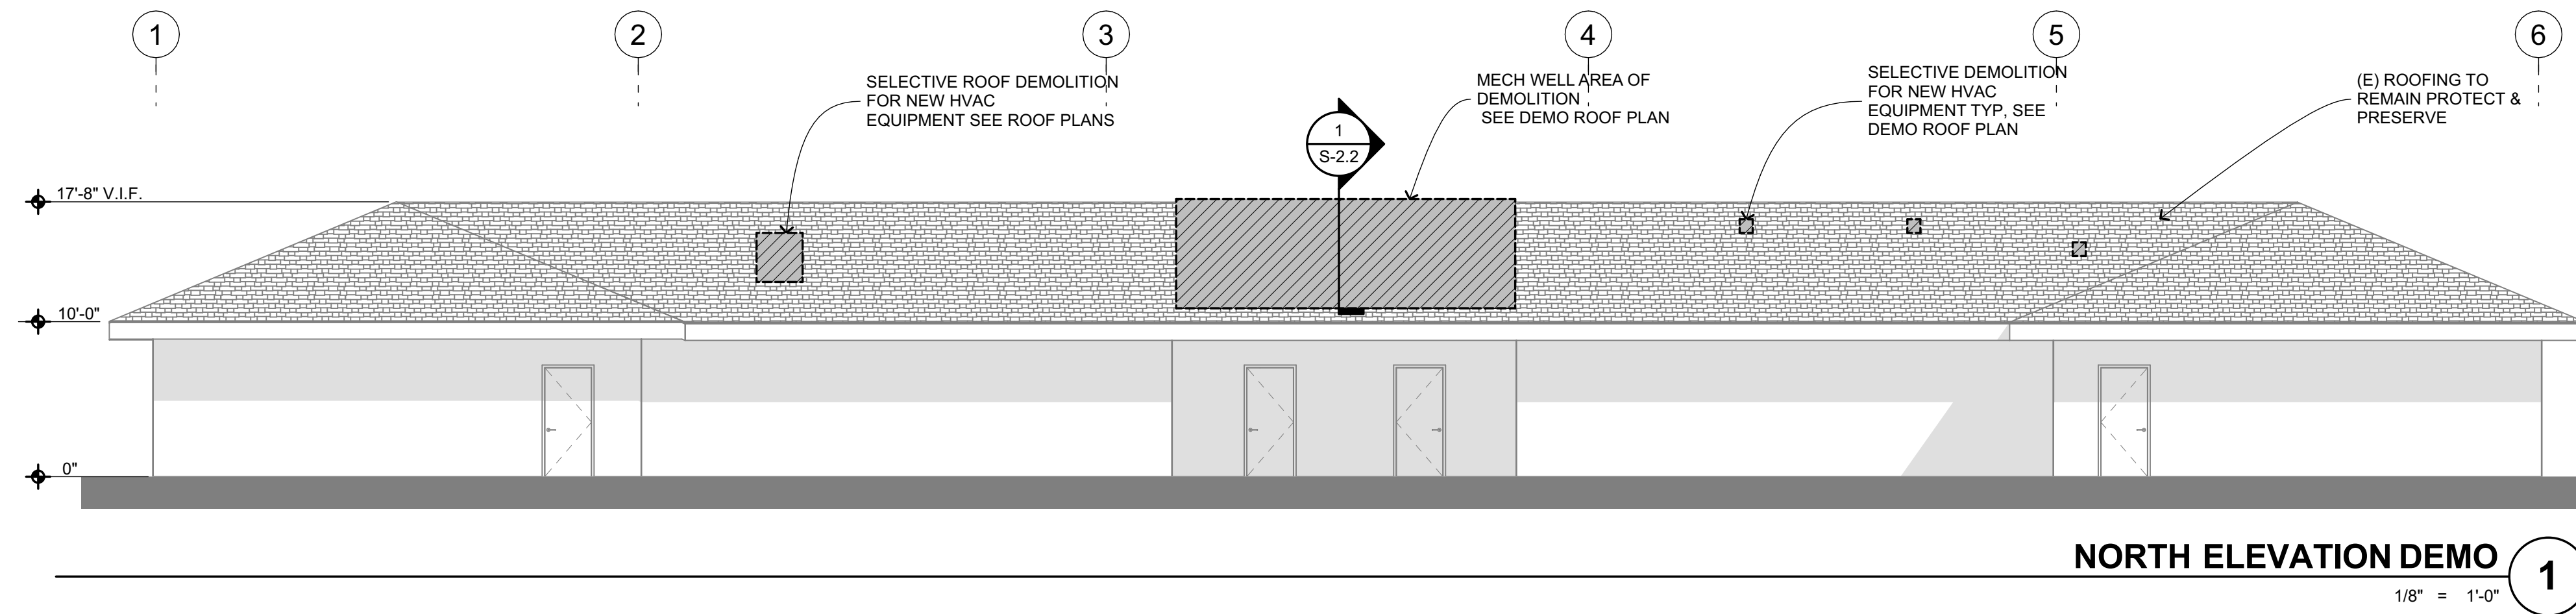 1
2
3
4
5
6
SELECTIVE ROOF DEMOLITION
FOR NEW HVAC
EQUIPMENT SEE ROOF PLANS
MECH WELL AREA OF
DEMOLITION
SEE DEMO ROOF PLAN
SELECTIVE DEMOLITION
FOR NEW HVAC
EQUIPMENT TYP, SEE
DEMO ROOF PLAN
(E) ROOFING TO
REMAIN PROTECT &
PRESERVE
1
S-2.2
17'-8" V.I.F.
10'-0"
0"
NORTH ELEVATION DEMO
1
1/8" = 1'-0"